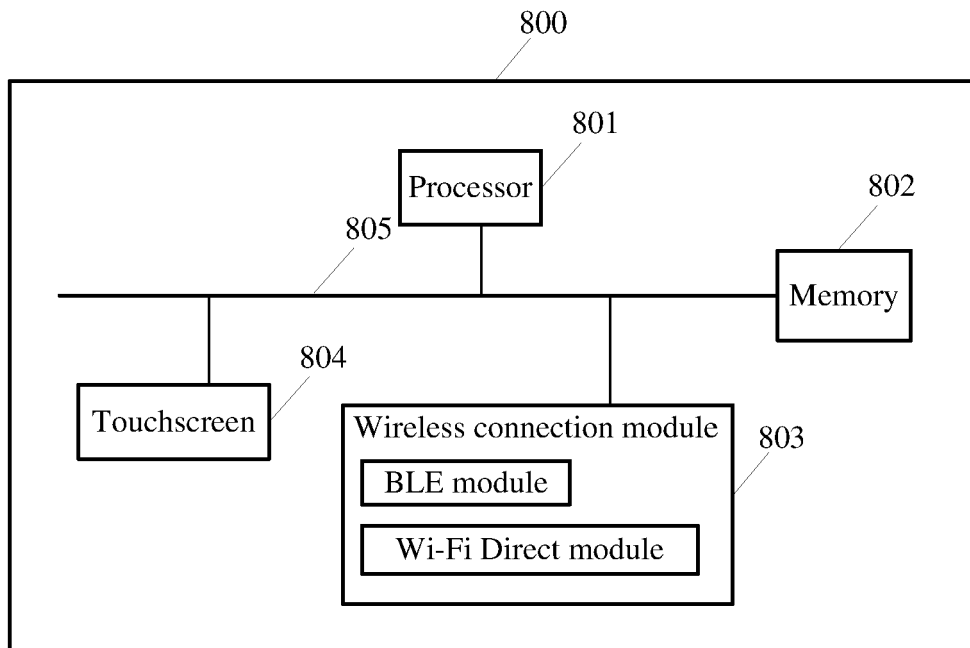 800
801
Processor
802
805
Memory
804
Touchscreen
Wireless connection module
803
BLE module
Wi-Fi Direct module